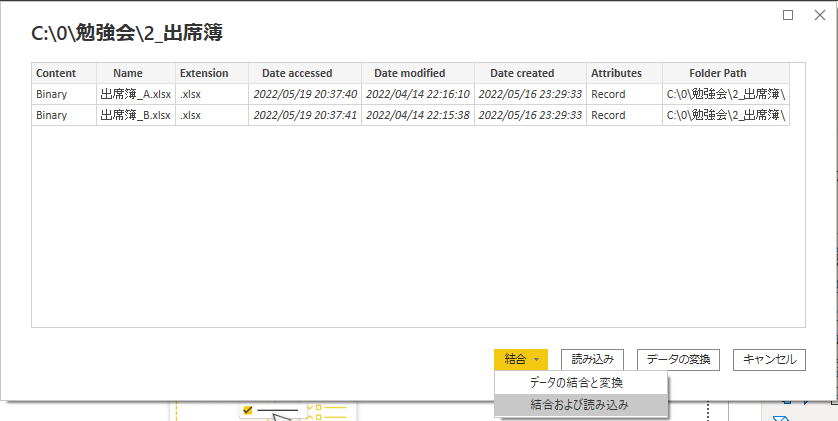 C:\0\勉強会\2_出席簿
Content Name Extension Date accessed Date modified Date created Attributes Folder Path
Binary 出席簿_A.xlsx .xlsx 2022/05/19 20:37:40 2022/04/14 22:16:10 2022/05/16 23:29:33 Record C:\0\勉強会\2_出席簿\
Binary 出席簿_B.xlsx .xlsx 2022/05/19 20:37:41 2022/04/14 22:15:38 2022/05/16 23:29:33 Record C:\0\勉強会\2_出席簿\
結合 読み込み データの変換 キャンセル
データの結合と変換
結合および読み込み